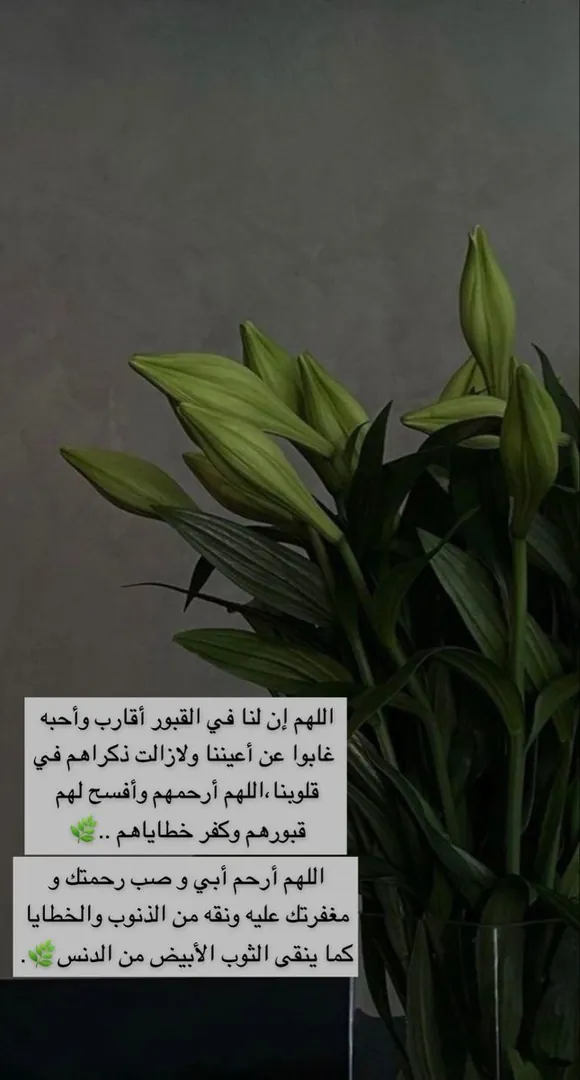 اللهم إن لنا في القبور أقارب وأحبه
غابوا عن أعيننا ولازالت ذكراهم في
قلوبنا،اللهم أرحمهم وأفسح لهم
قبورهم وكفر خطاياهم ..🌿
اللهم أرحم أبي و صب رحمتك و
مغفرتك عليه ونقه من الذنوب والخطايا
كما ينقى الثوب الأبيض من الدنس🌿.